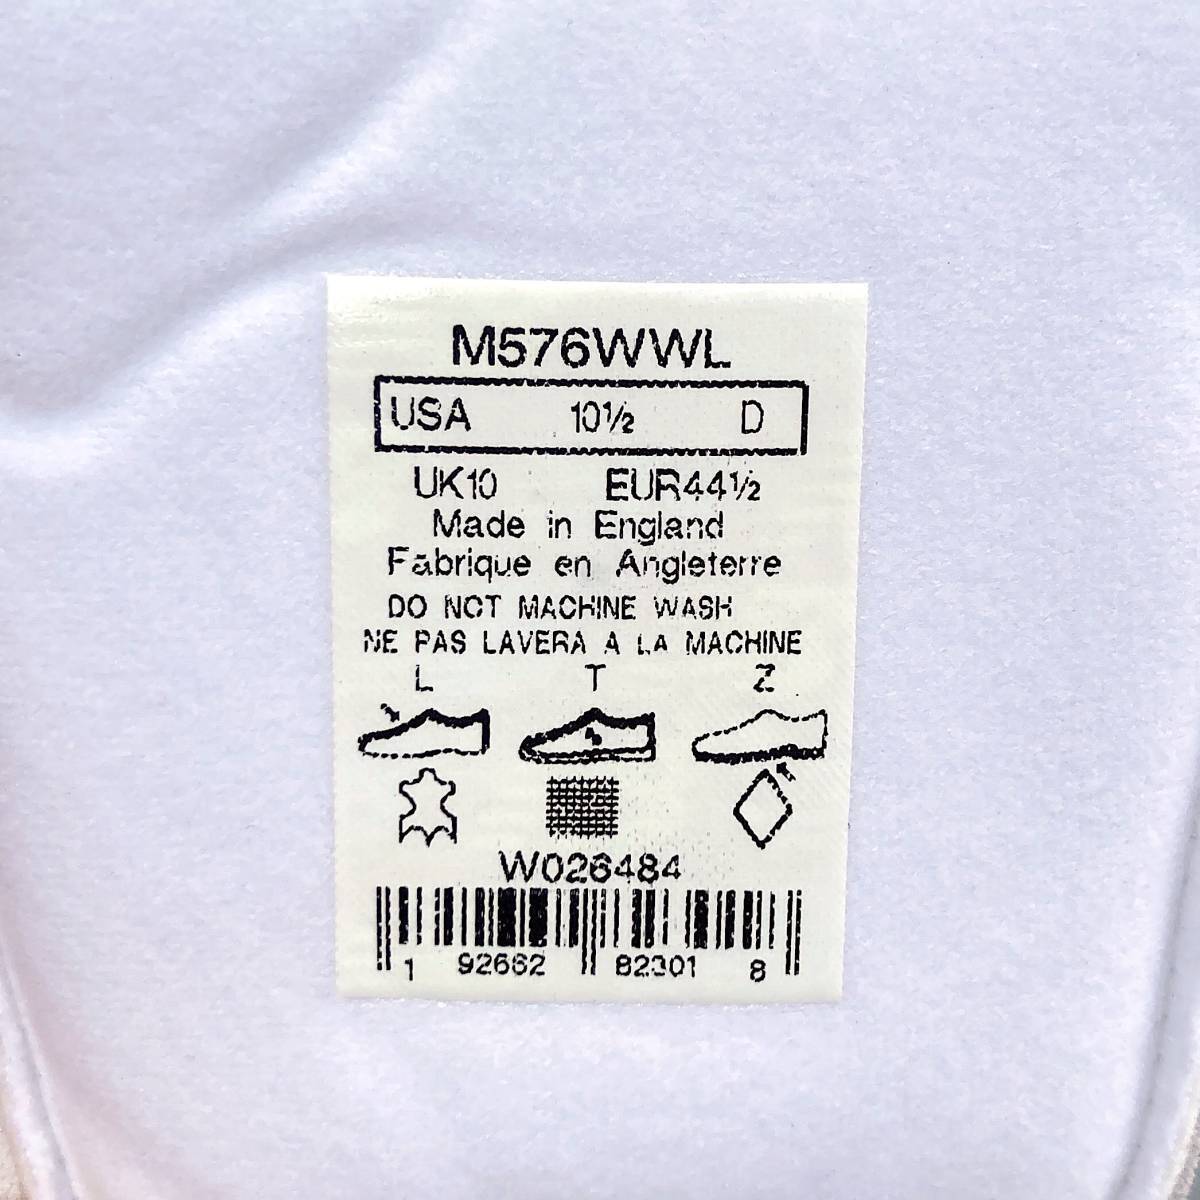 M576WWL
USA 10½ D
UK10 EUR44½
Made in England
Fabrique en Angleterre
DO NOT MACHINE WASH
NE PAS LAVERA A LA MACHINE
L T Z
W026484
1 92662 82301 8